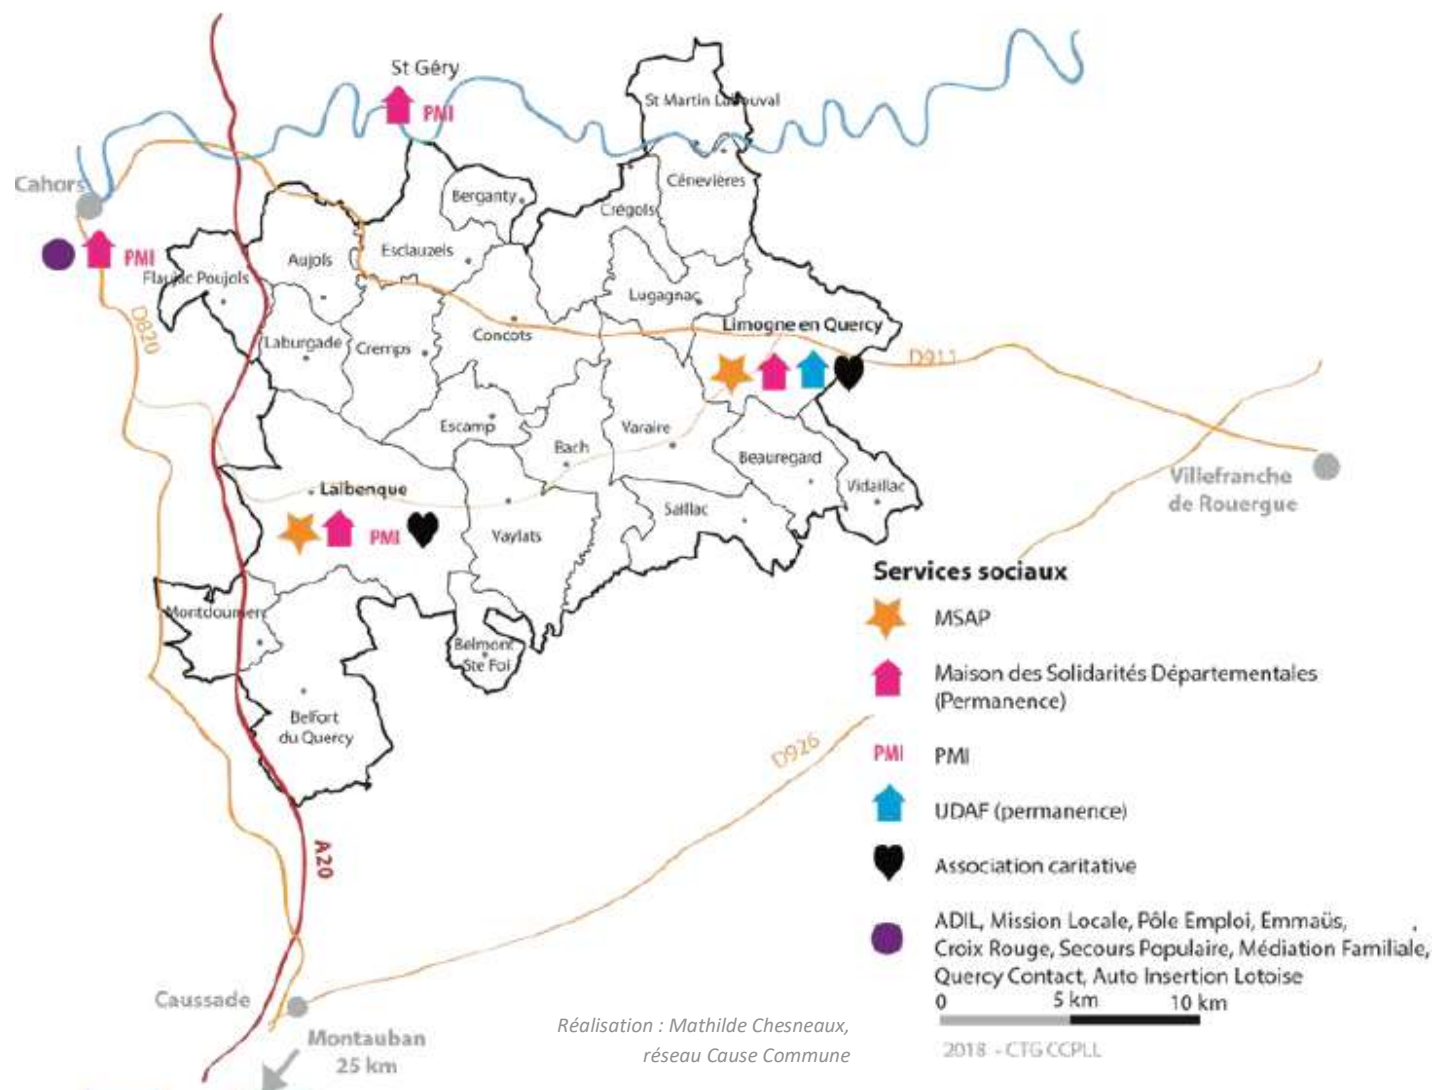 St Géry
PMI
St Martin Labouval
Cahors
Cénevières
Berganty
Crégols
PMI
Esclauzels
Aujols
Flaujac Poujols
Lugagnac
D820
Limogne en Quercy
Laburgade
Cremps
Concots
D911
Escamp
Varaire
Bach
Beauregard
Villefranche
de Rouergue
Lalbenque
Vidaillac
Saillac
PMI
Vaylats
Services sociaux
Montdoumerc
MSAP
Belmont
Ste Foi
Maison des Solidarités Départementales
(Permanence)
Belfort
du Quercy
D926
PMI
PMI
UDAF (permanence)
A20
Association caritative
ADIL, Mission Locale, Pôle Emploi, Emmaüs,
Croix Rouge, Secours Populaire, Médiation Familiale,
Quercy Contact, Auto Insertion Lotoise
Caussade
0 5 km 10 km
Montauban
25 km
Réalisation : Mathilde Chesneaux,
réseau Cause Commune
2018 - CTG CCPLL